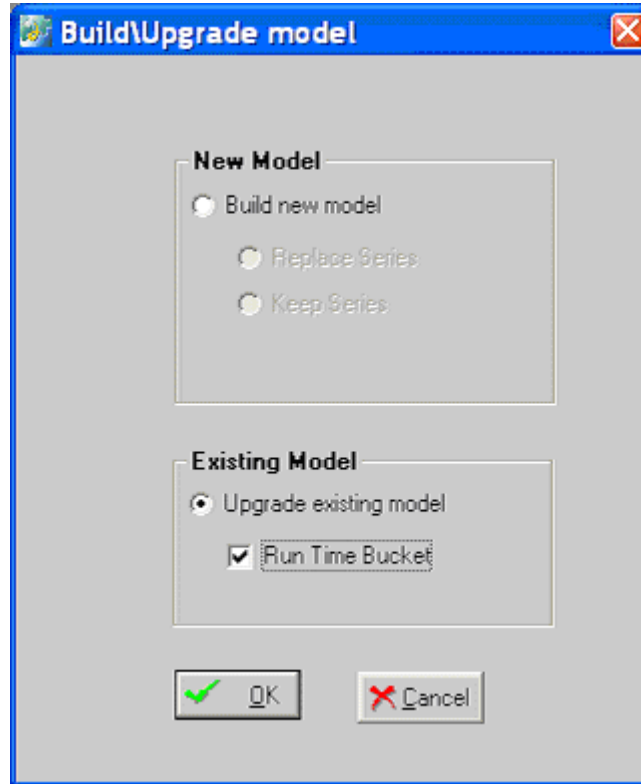 Build\Upgrade model
New Model
Build new model
Replace Series
Keep Series
Existing Model
Upgrade existing model
Run Time Bucket
OK
Cancel